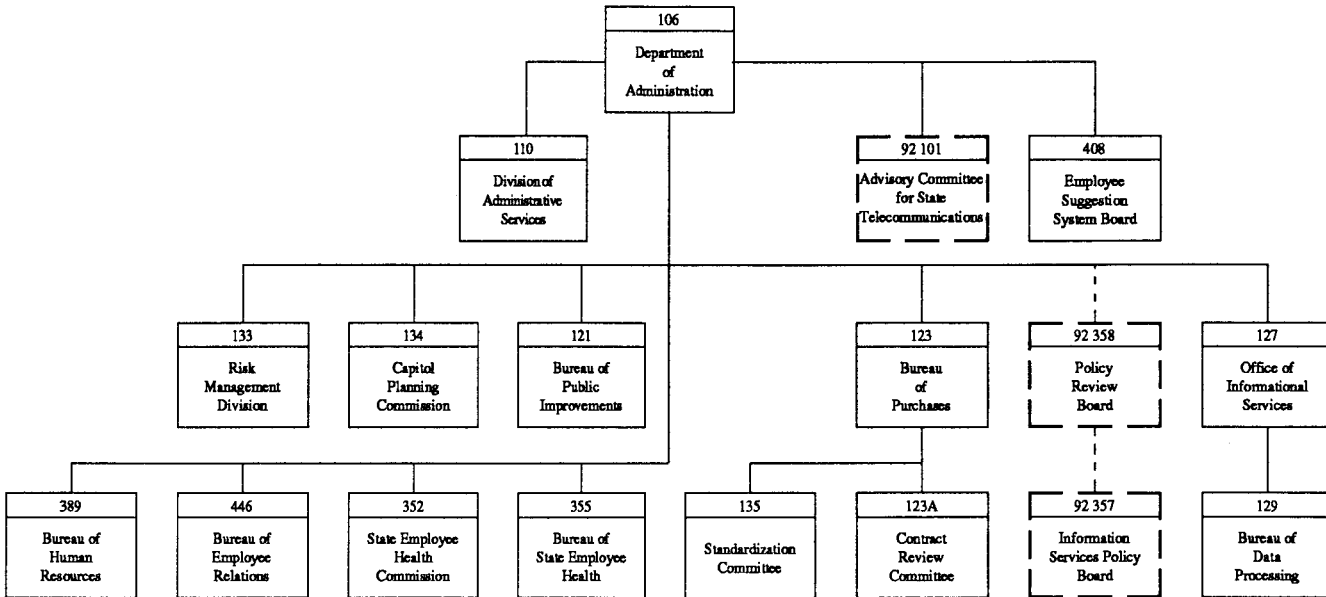 106
Department
of
Administration
110
Division of
Administrative
Services
92 101
Advisory Committee
for State
Telecommunications
408
Employee
Suggestion
System Board
133
Risk
Management
Division
134
Capitol
Planning
Commission
121
Bureau of
Public
Improvements
123
Bureau
of
Purchases
92 358
Policy
Review
Board
127
Office of
Informational
Services
389
Bureau of
Human
Resources
446
Bureau of
Employee
Relations
352
State Employee
Health
Commission
355
Bureau of
State Employee
Health
135
Standardization
Committee
123A
Contract
Review
Committee
92 357
Information
Services Policy
Board
129
Bureau of
Data
Processing